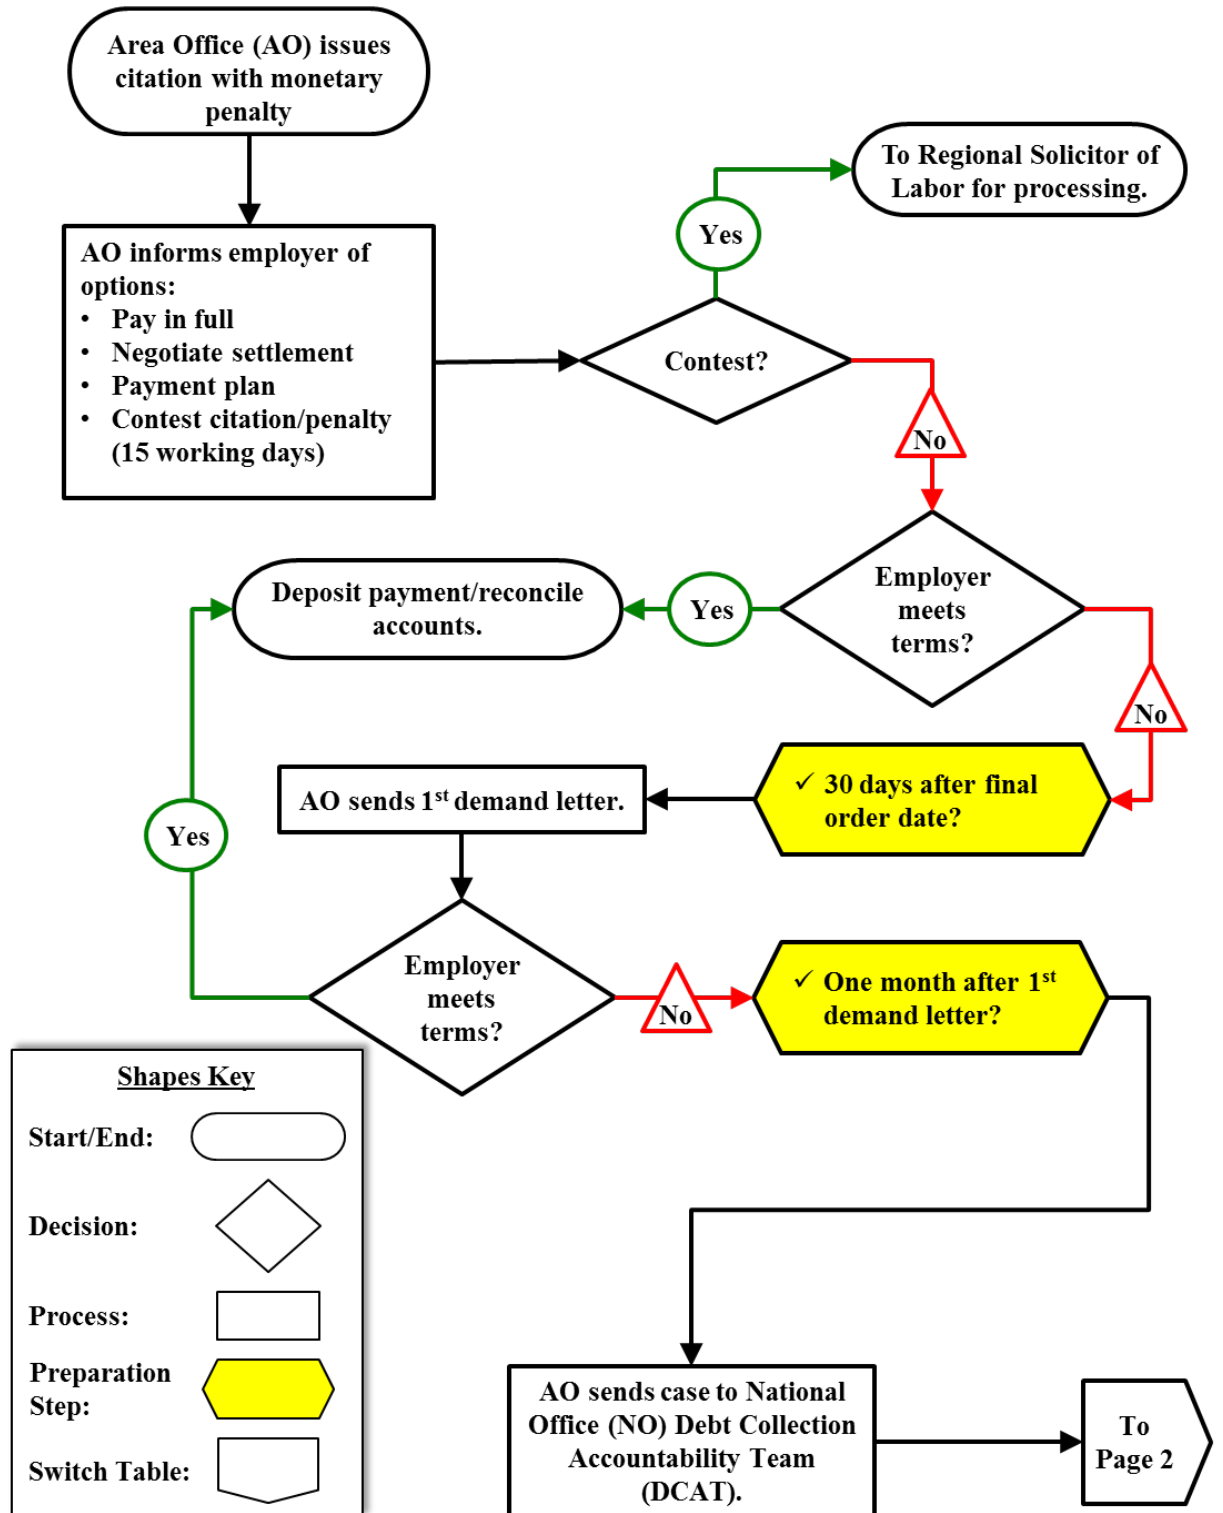 Area Office (AO) issues
citation with monetary
penalty
To Regional Solicitor of
Labor for processing.
Yes
AO informs employer of
options:
• Pay in full
• Negotiate settlement
• Payment plan
• Contest citation/penalty
(15 working days)
Contest?
No
Employer
meets
terms?
Yes
Deposit payment/reconcile
accounts.
No
✓ 30 days after final
order date?
AO sends 1st demand letter.
Yes
Employer
meets
terms?
No
✓ One month after 1st
demand letter?
Shapes Key
Start/End:
Decision:
Process:
Preparation
Step:
Switch Table:
AO sends case to National
Office (NO) Debt Collection
Accountability Team
(DCAT).
To
Page 2